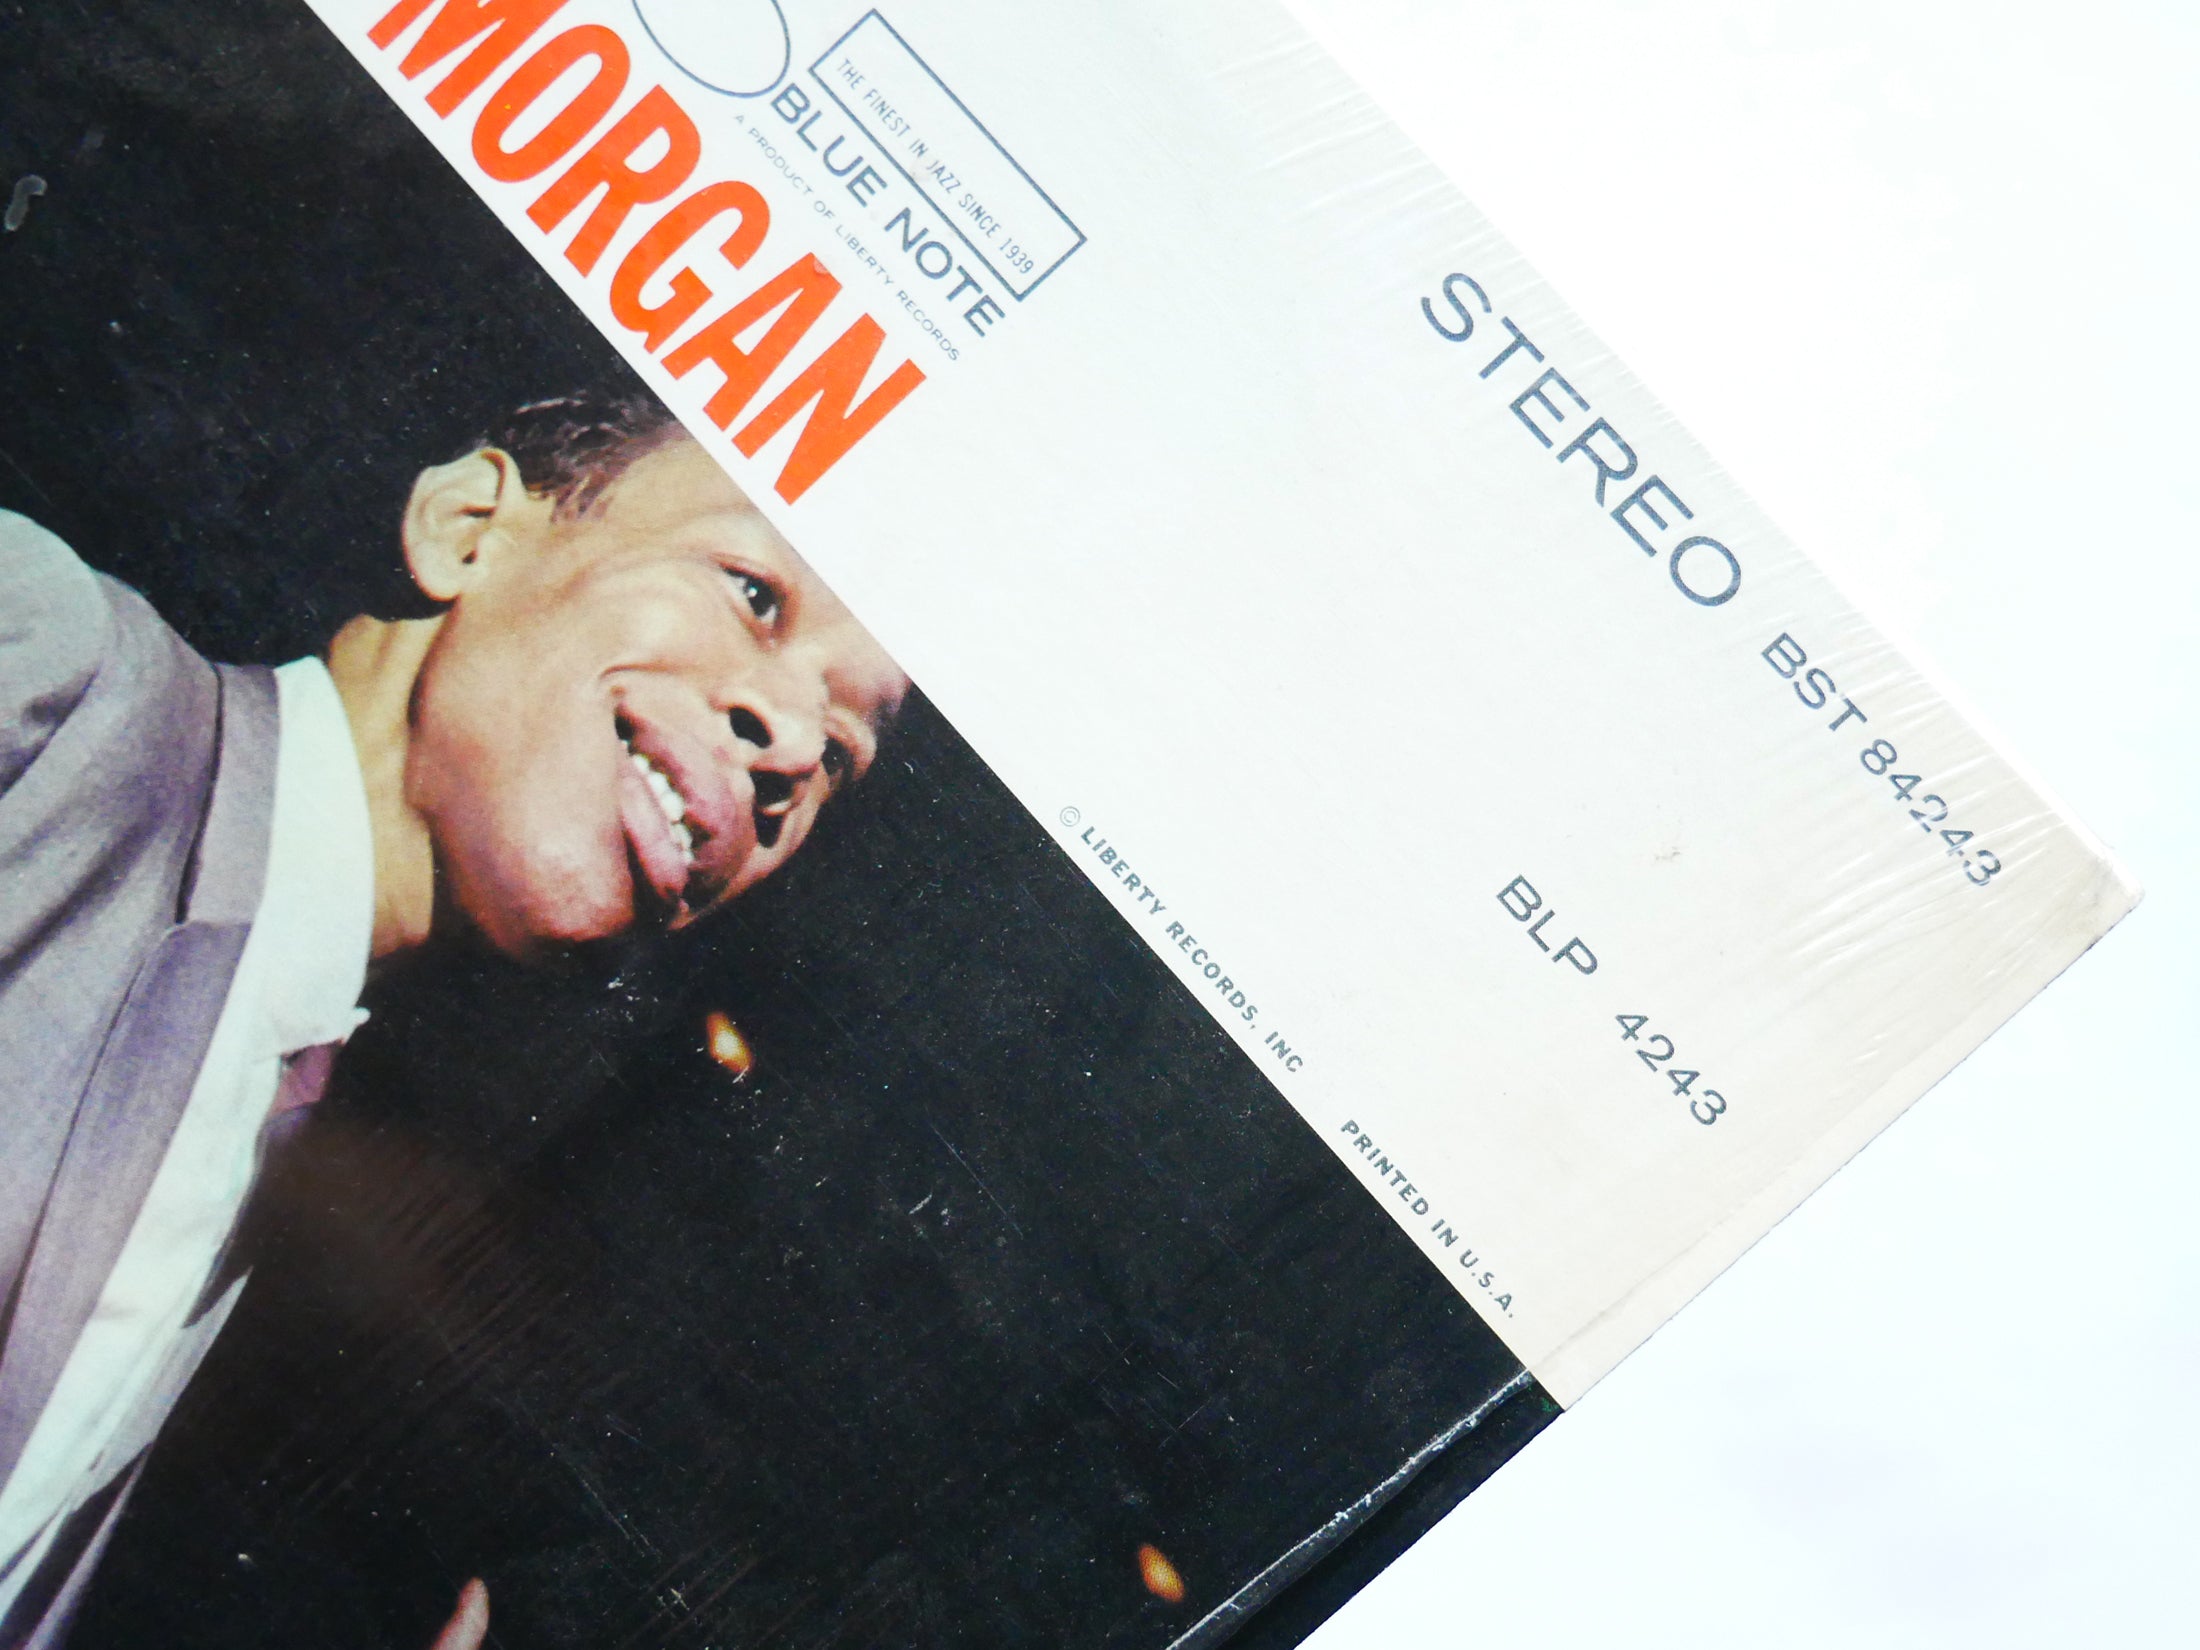 STEREO BST 84243
BLP 4243
THE FINEST IN JAZZ SINCE 1939
BLUE NOTE
A PRODUCT OF LIBERTY RECORDS
MORGAN
© LIBERTY RECORDS, INC PRINTED IN U.S.A.